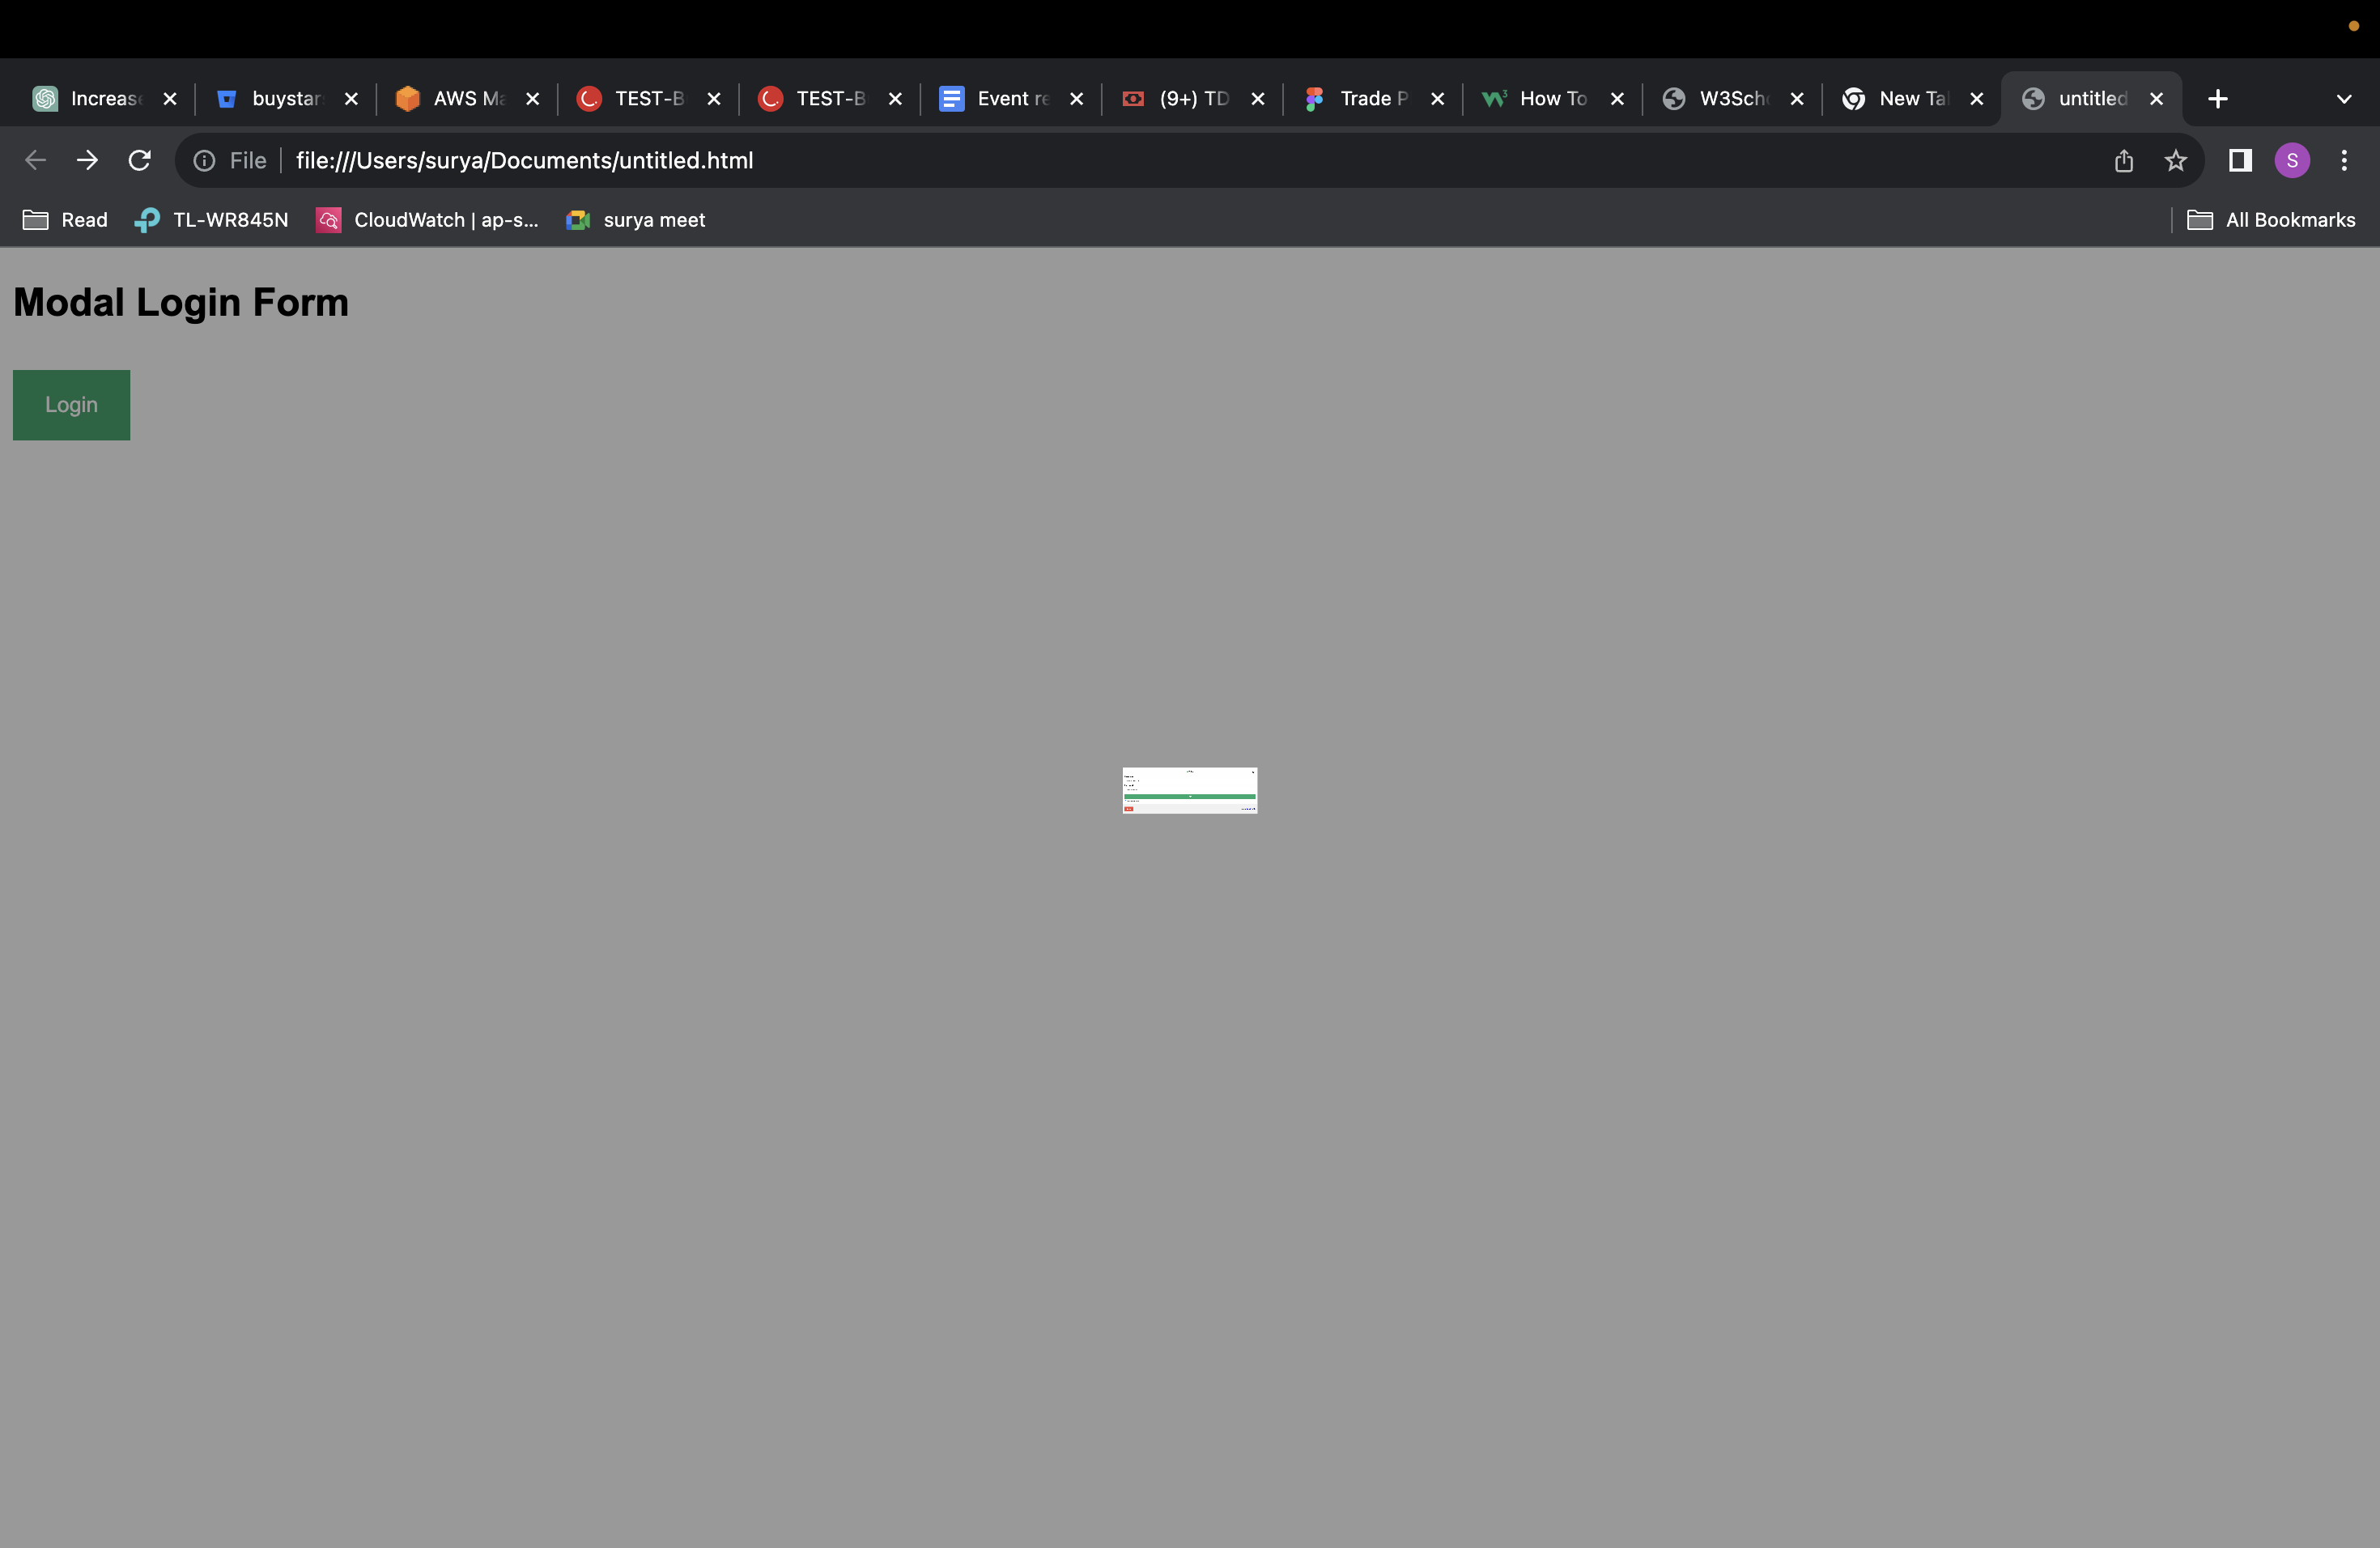 Increas buystar AWS Ma TEST-B TEST-B Event re (9+) TD Trade P How To W3Sch New Ta untitled
File file:///Users/surya/Documents/untitled.html S
Read TL-WR845N CloudWatch | ap-s... surya meet All Bookmarks
Modal Login Form
Login